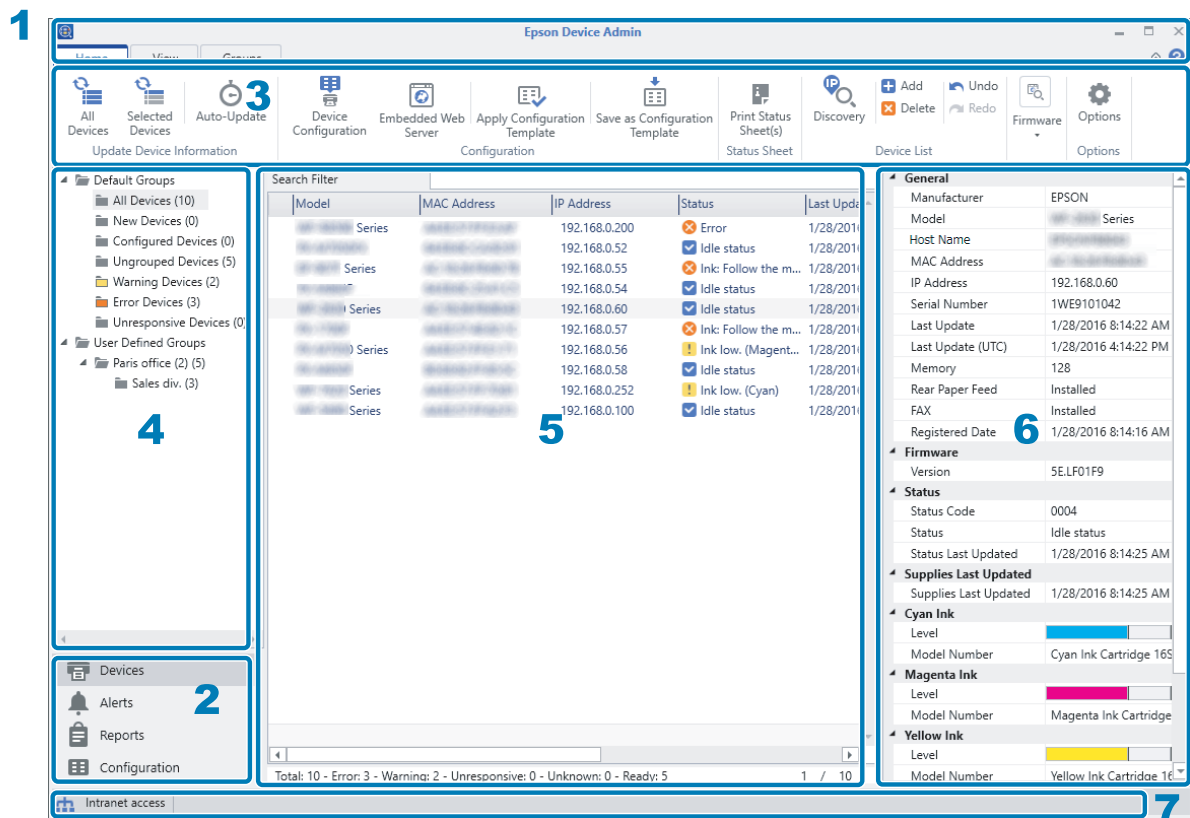 1
Epson Device Admin
Home View Groups
3
All Devices
Selected Devices
Auto-Update
Update Device Information
Device Configuration
Embedded Web Server
Apply Configuration Template
Save as Configuration Template
Configuration
Print Status Sheet(s)
Status Sheet
IP
Discovery
Add
Delete
Undo
Redo
Device List
Firmware
Options
Options
Default Groups
All Devices (10)
New Devices (0)
Configured Devices (0)
Ungrouped Devices (5)
Warning Devices (2)
Error Devices (3)
Unresponsive Devices (0)
User Defined Groups
Paris office (2) (5)
Sales div. (3)
4
Devices
Alerts
Reports
Configuration
2
Search Filter
Model MAC Address IP Address Status Last Upda
Series 192.168.0.200 Error 1/28/201
192.168.0.52 Idle status 1/28/201
Series 192.168.0.55 Ink: Follow the m... 1/28/201
192.168.0.54 Idle status 1/28/201
Series 192.168.0.60 Idle status 1/28/201
192.168.0.57 Ink: Follow the m... 1/28/201
Series 192.168.0.56 Ink low. (Magent... 1/28/201
192.168.0.58 Idle status 1/28/201
Series 192.168.0.252 Ink low. (Cyan) 1/28/201
Series 192.168.0.100 Idle status 1/28/201
5
Total: 10 - Error: 3 - Warning: 2 - Unresponsive: 0 - Unknown: 0 - Ready: 5 1 / 10
General
Manufacturer EPSON
Model Series
Host Name
MAC Address
IP Address 192.168.0.60
Serial Number 1WE9101042
Last Update 1/28/2016 8:14:22 AM
Last Update (UTC) 1/28/2016 4:14:22 PM
Memory 128
Rear Paper Feed Installed
FAX Installed
Registered Date 1/28/2016 8:14:16 AM
6
Firmware
Version 5E.LF01F9
Status
Status Code 0004
Status Idle status
Status Last Updated 1/28/2016 8:14:25 AM
Supplies Last Updated
Supplies Last Updated 1/28/2016 8:14:25 AM
Cyan Ink
Level
Model Number Cyan Ink Cartridge 16S
Magenta Ink
Level
Model Number Magenta Ink Cartridge
Yellow Ink
Level
Model Number Yellow Ink Cartridge 16
Intranet access
7